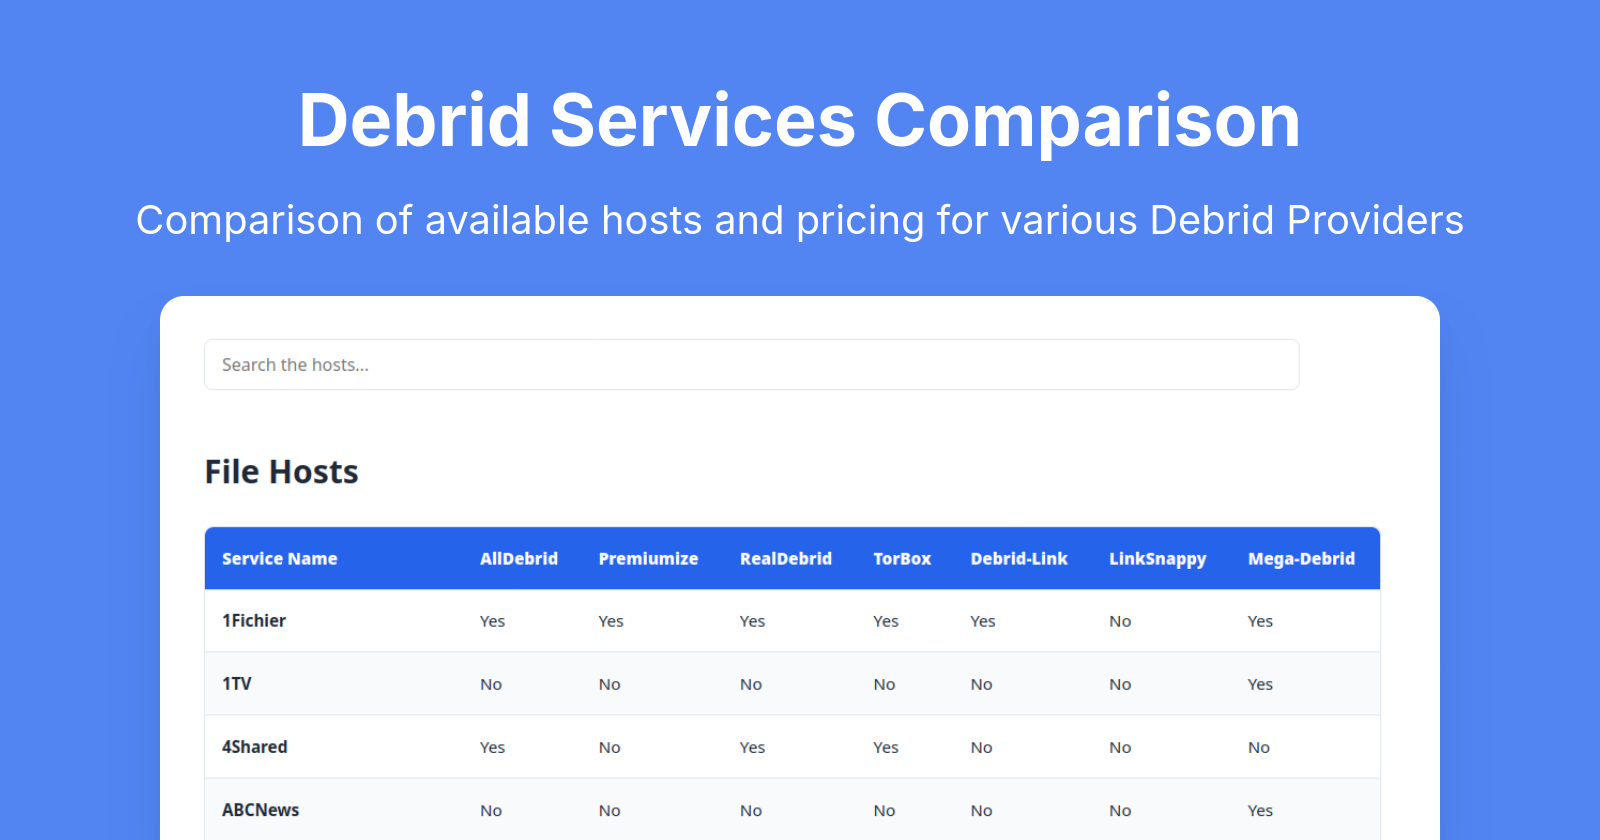 Debrid Services Comparison
Comparison of available hosts and pricing for various Debrid Providers
Search the hosts...
File Hosts
Service Name AllDebrid Premiumize RealDebrid TorBox Debrid-Link LinkSnappy Mega-Debrid
1Fichier Yes Yes Yes Yes Yes No Yes
1TV No No No No No No Yes
4Shared Yes No Yes Yes No No No
ABCNews No No No No No No Yes